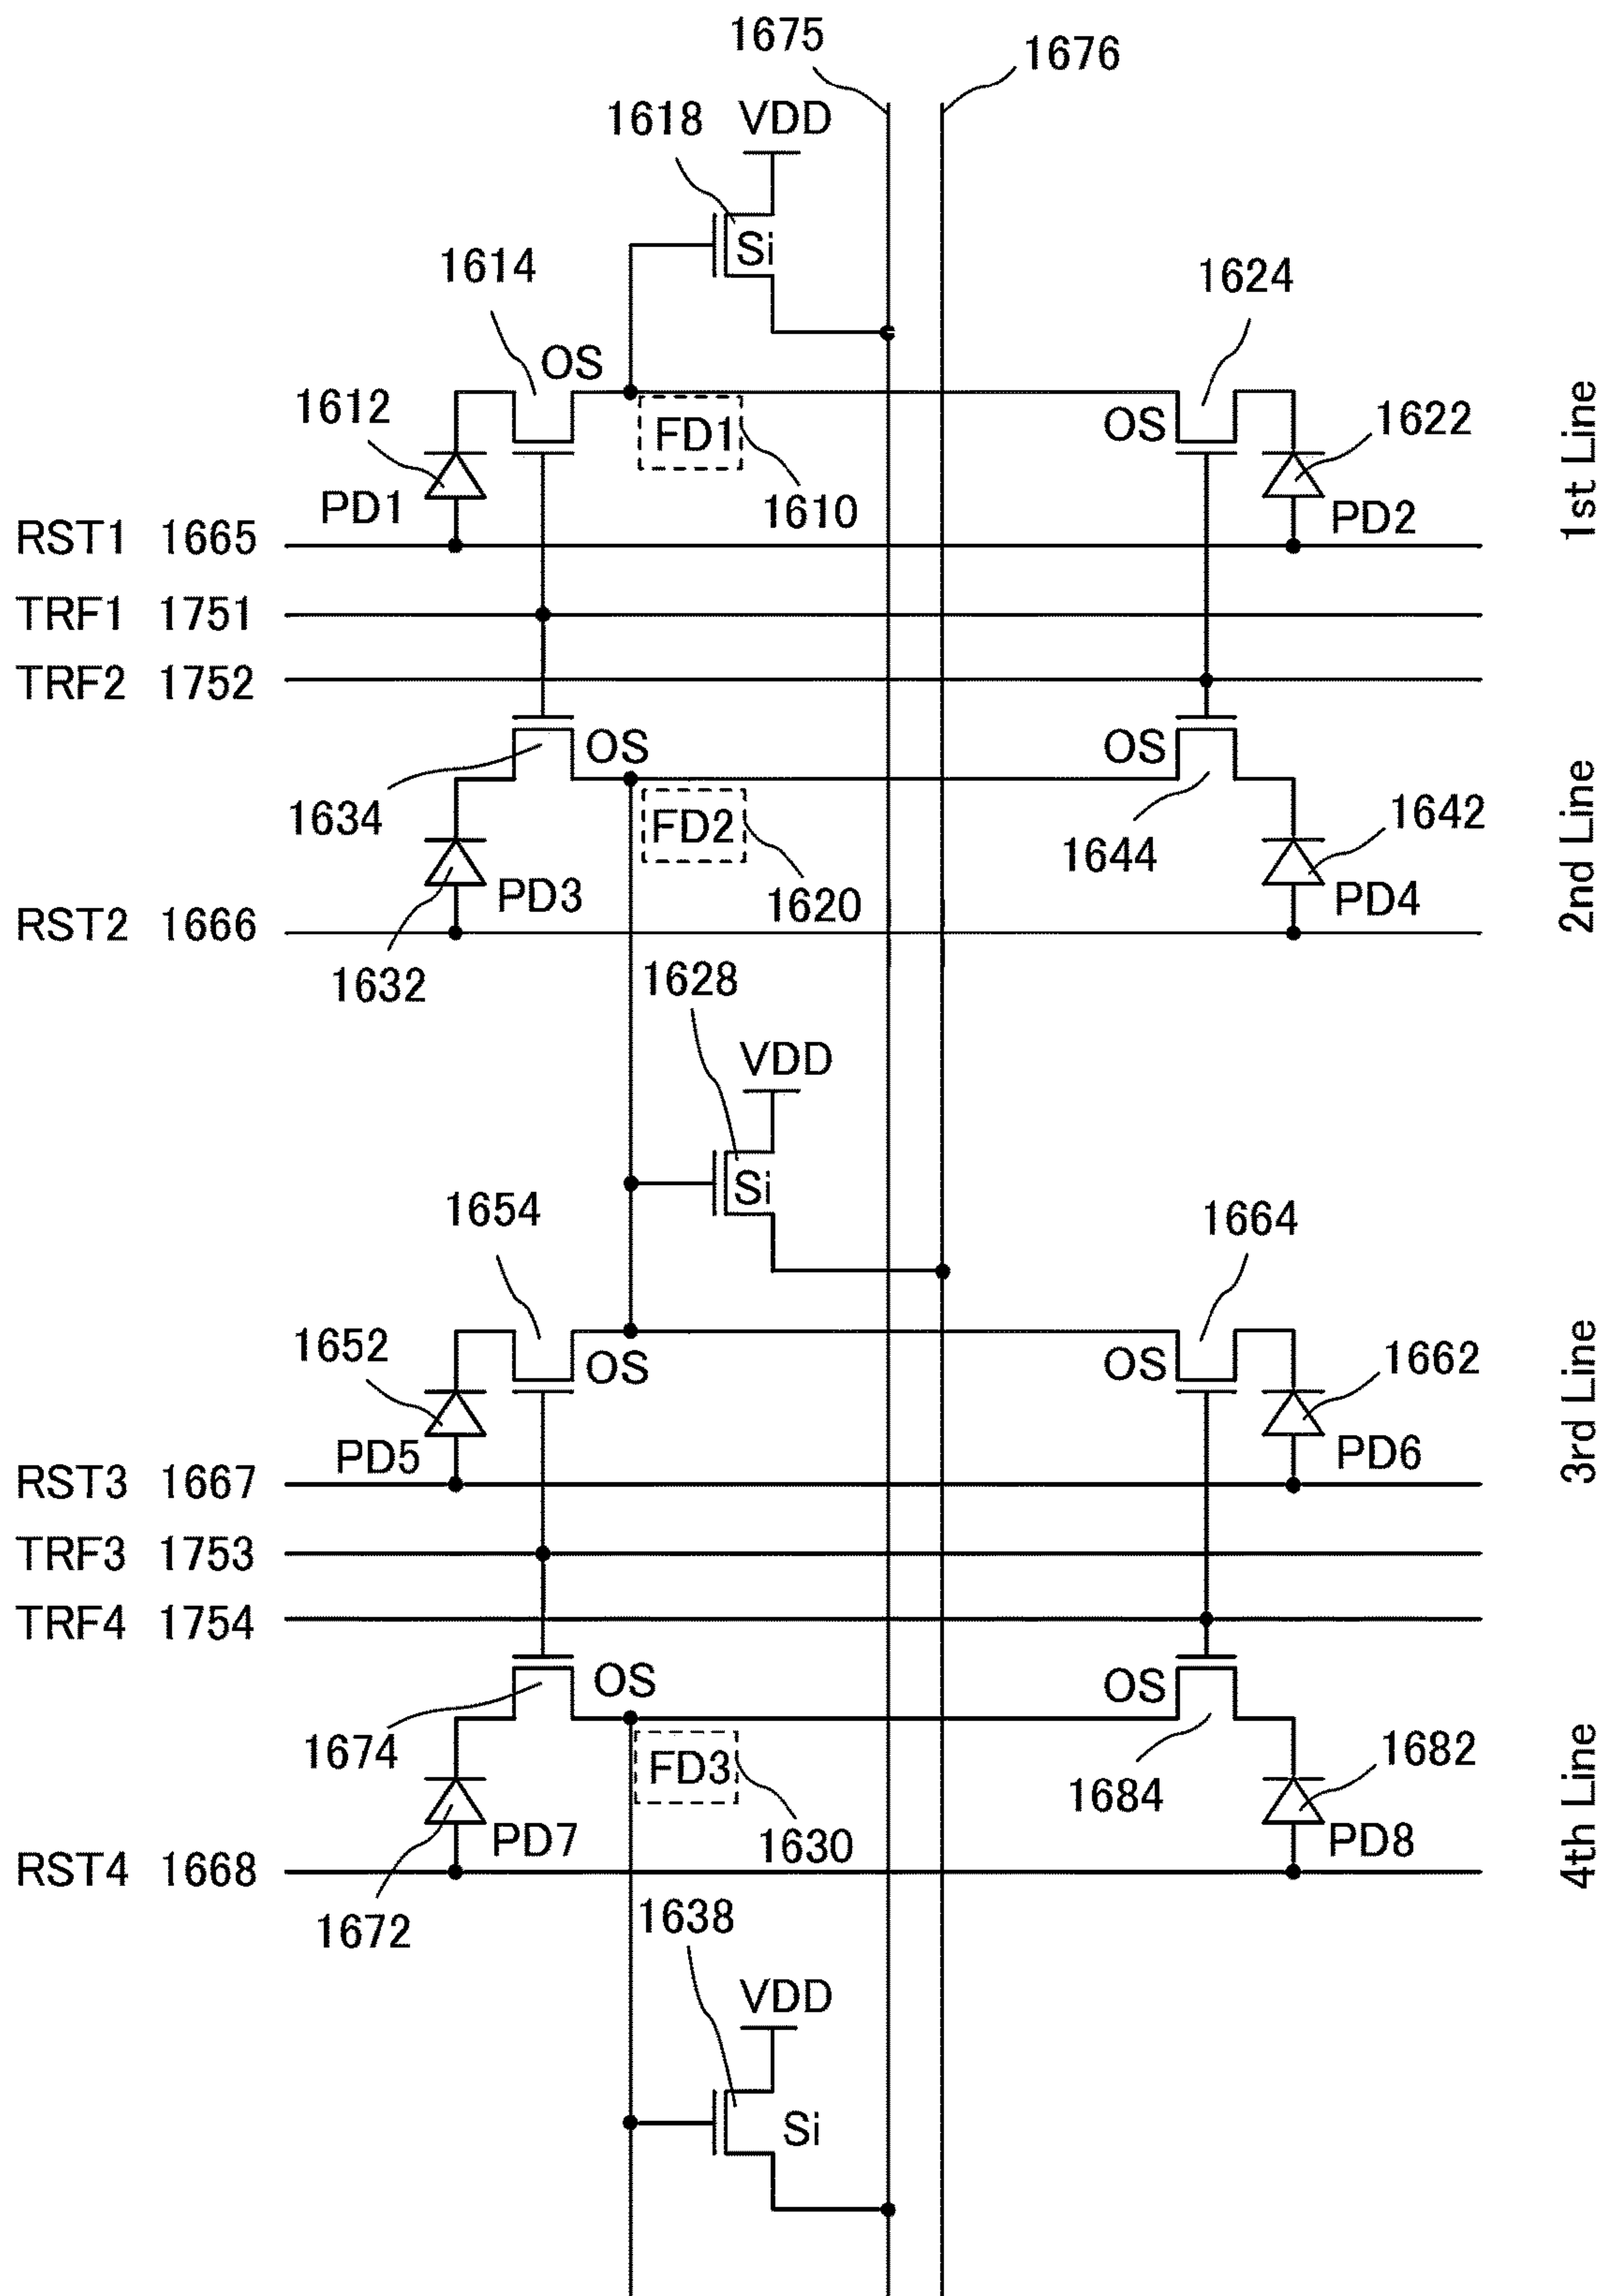 1675
1676
1618 VDD
Si
1614
1624
OS
1612
FD1
OS
1622
1st Line
PD1
1610
PD2
RST1 1665
TRF1 1751
TRF2 1752
OS
OS
1634
FD2
1644
1642
2nd Line
PD3
1620
PD4
RST2 1666
1632
1628
VDD
Si
1654
1664
1652
OS
OS
1662
3rd Line
PD5
PD6
RST3 1667
TRF3 1753
TRF4 1754
OS
OS
1674
FD3
1684
1682
4th Line
PD7
1630
PD8
RST4 1668
1672
1638
VDD
Si